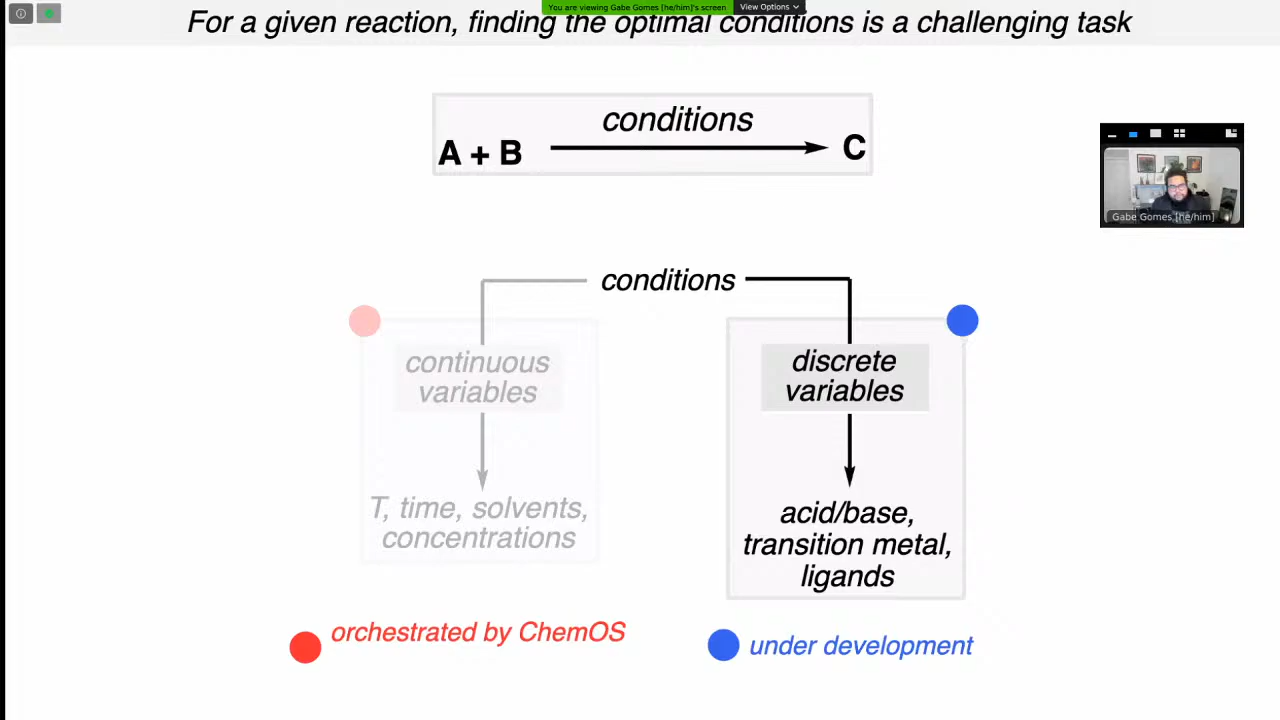 You are viewing Gabe Gomes [he/him]'s screen
View Options
For a given reaction, finding the optimal conditions is a challenging task
conditions
A + B
C
Gabe Gomes [he/him]
conditions
continuous
variables
T, time, solvents,
concentrations
discrete
variables
acid/base,
transition metal,
ligands
orchestrated by ChemOS
under development